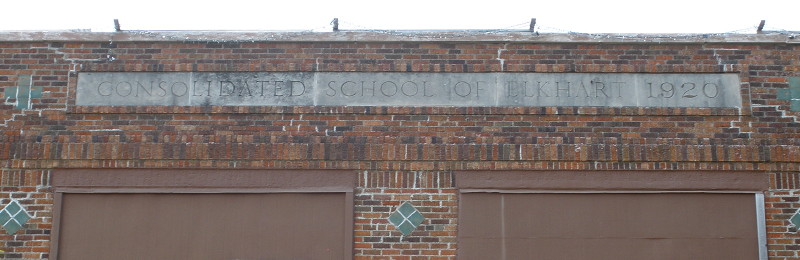 CONSOLIDATED SCHOOL OF ELKHART 1920